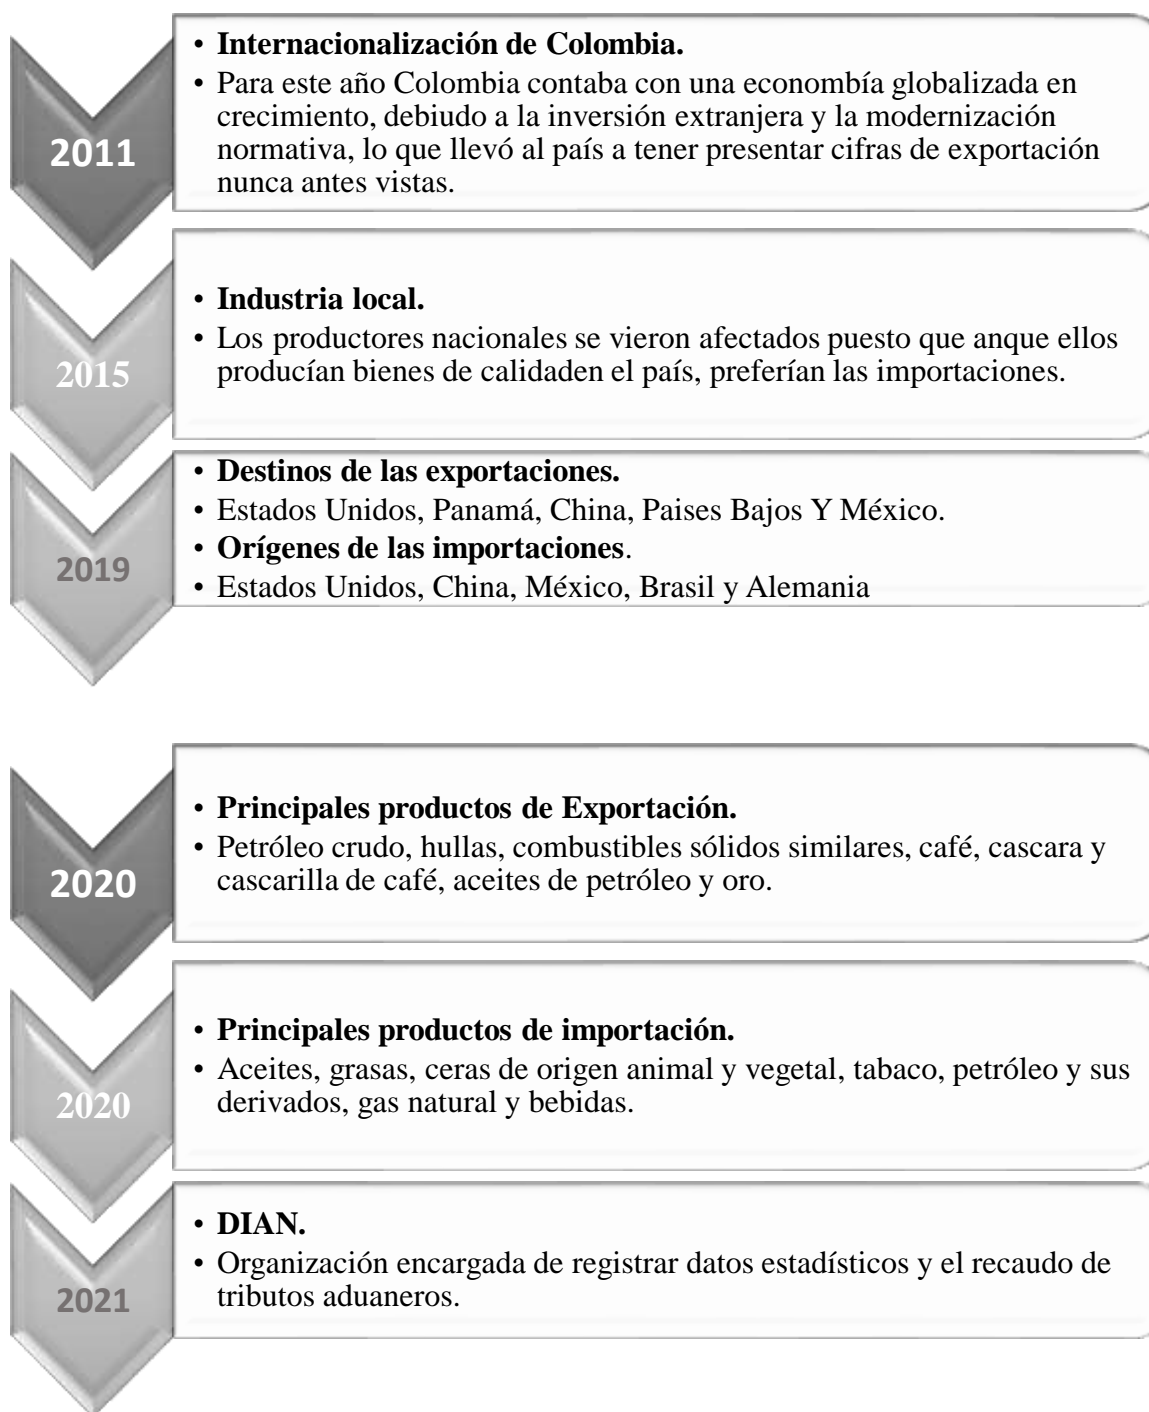 2011
• Internacionalización de Colombia.
• Para este año Colombia contaba con una econombía globalizada en
crecimiento, debiudo a la inversión extranjera y la modernización
normativa, lo que llevó al país a tener presentar cifras de exportación
nunca antes vistas.
2015
• Industria local.
• Los productores nacionales se vieron afectados puesto que anque ellos
producían bienes de calidaden el país, preferían las importaciones.
2019
• Destinos de las exportaciones.
• Estados Unidos, Panamá, China, Paises Bajos Y México.
• Orígenes de las importaciones.
• Estados Unidos, China, México, Brasil y Alemania
2020
• Principales productos de Exportación.
• Petróleo crudo, hullas, combustibles sólidos similares, café, cascara y
cascarilla de café, aceites de petróleo y oro.
2020
• Principales productos de importación.
• Aceites, grasas, ceras de origen animal y vegetal, tabaco, petróleo y sus
derivados, gas natural y bebidas.
2021
• DIAN.
• Organización encargada de registrar datos estadísticos y el recaudo de
tributos aduaneros.